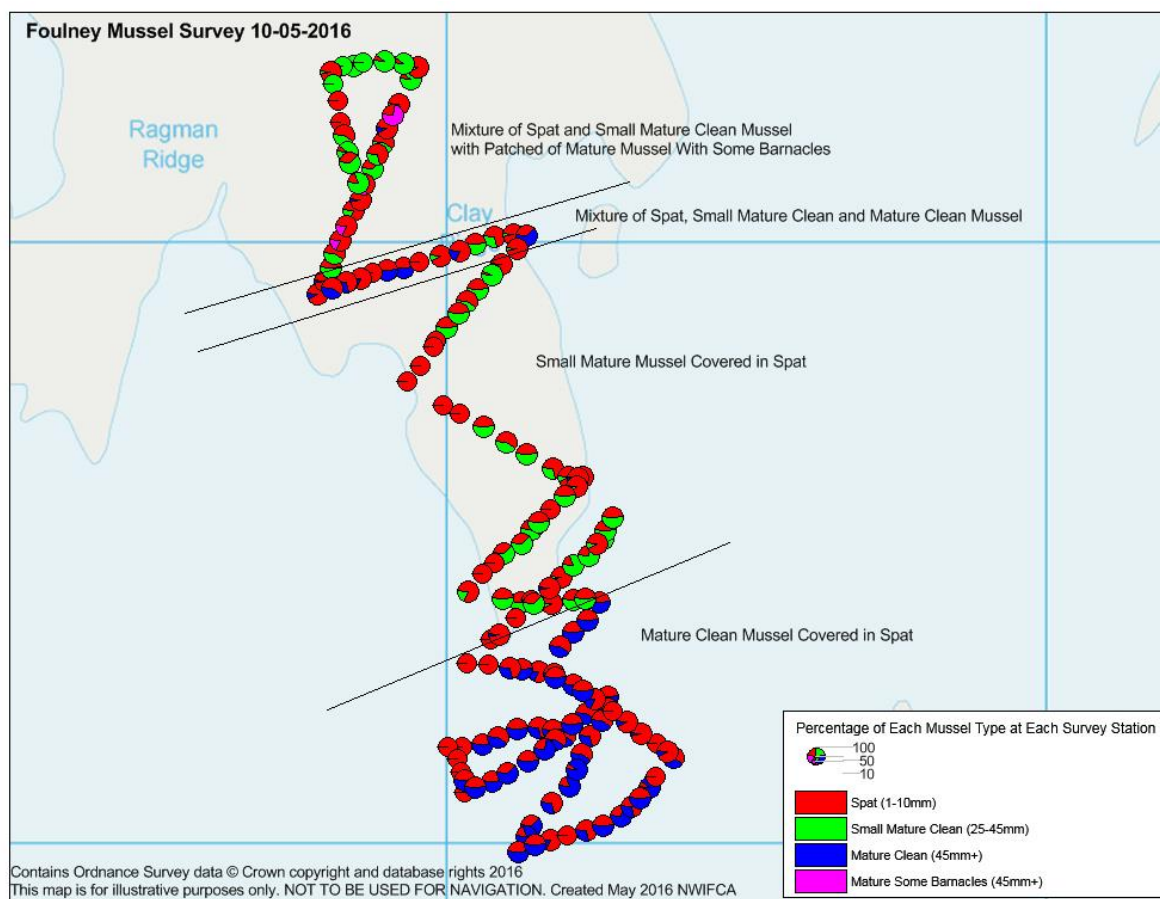 Foulney Mussel Survey 10-05-2016
Ragman
Ridge
Mixture of Spat and Small Mature Clean Mussel
with Patched of Mature Mussel With Some Barnacles
Clay
Mixture of Spat, Small Mature Clean and Mature Clean Mussel
Small Mature Mussel Covered in Spat
Mature Clean Mussel Covered in Spat
Percentage of Each Mussel Type at Each Survey Station
100
50
10
Spat (1-10mm)
Small Mature Clean (25-45mm)
Mature Clean (45mm+)
Mature Some Barnacles (45mm+)
Contains Ordnance Survey data © Crown copyright and database rights 2016
This map is for illustrative purposes only. NOT TO BE USED FOR NAVIGATION. Created May 2016 NWIFCA